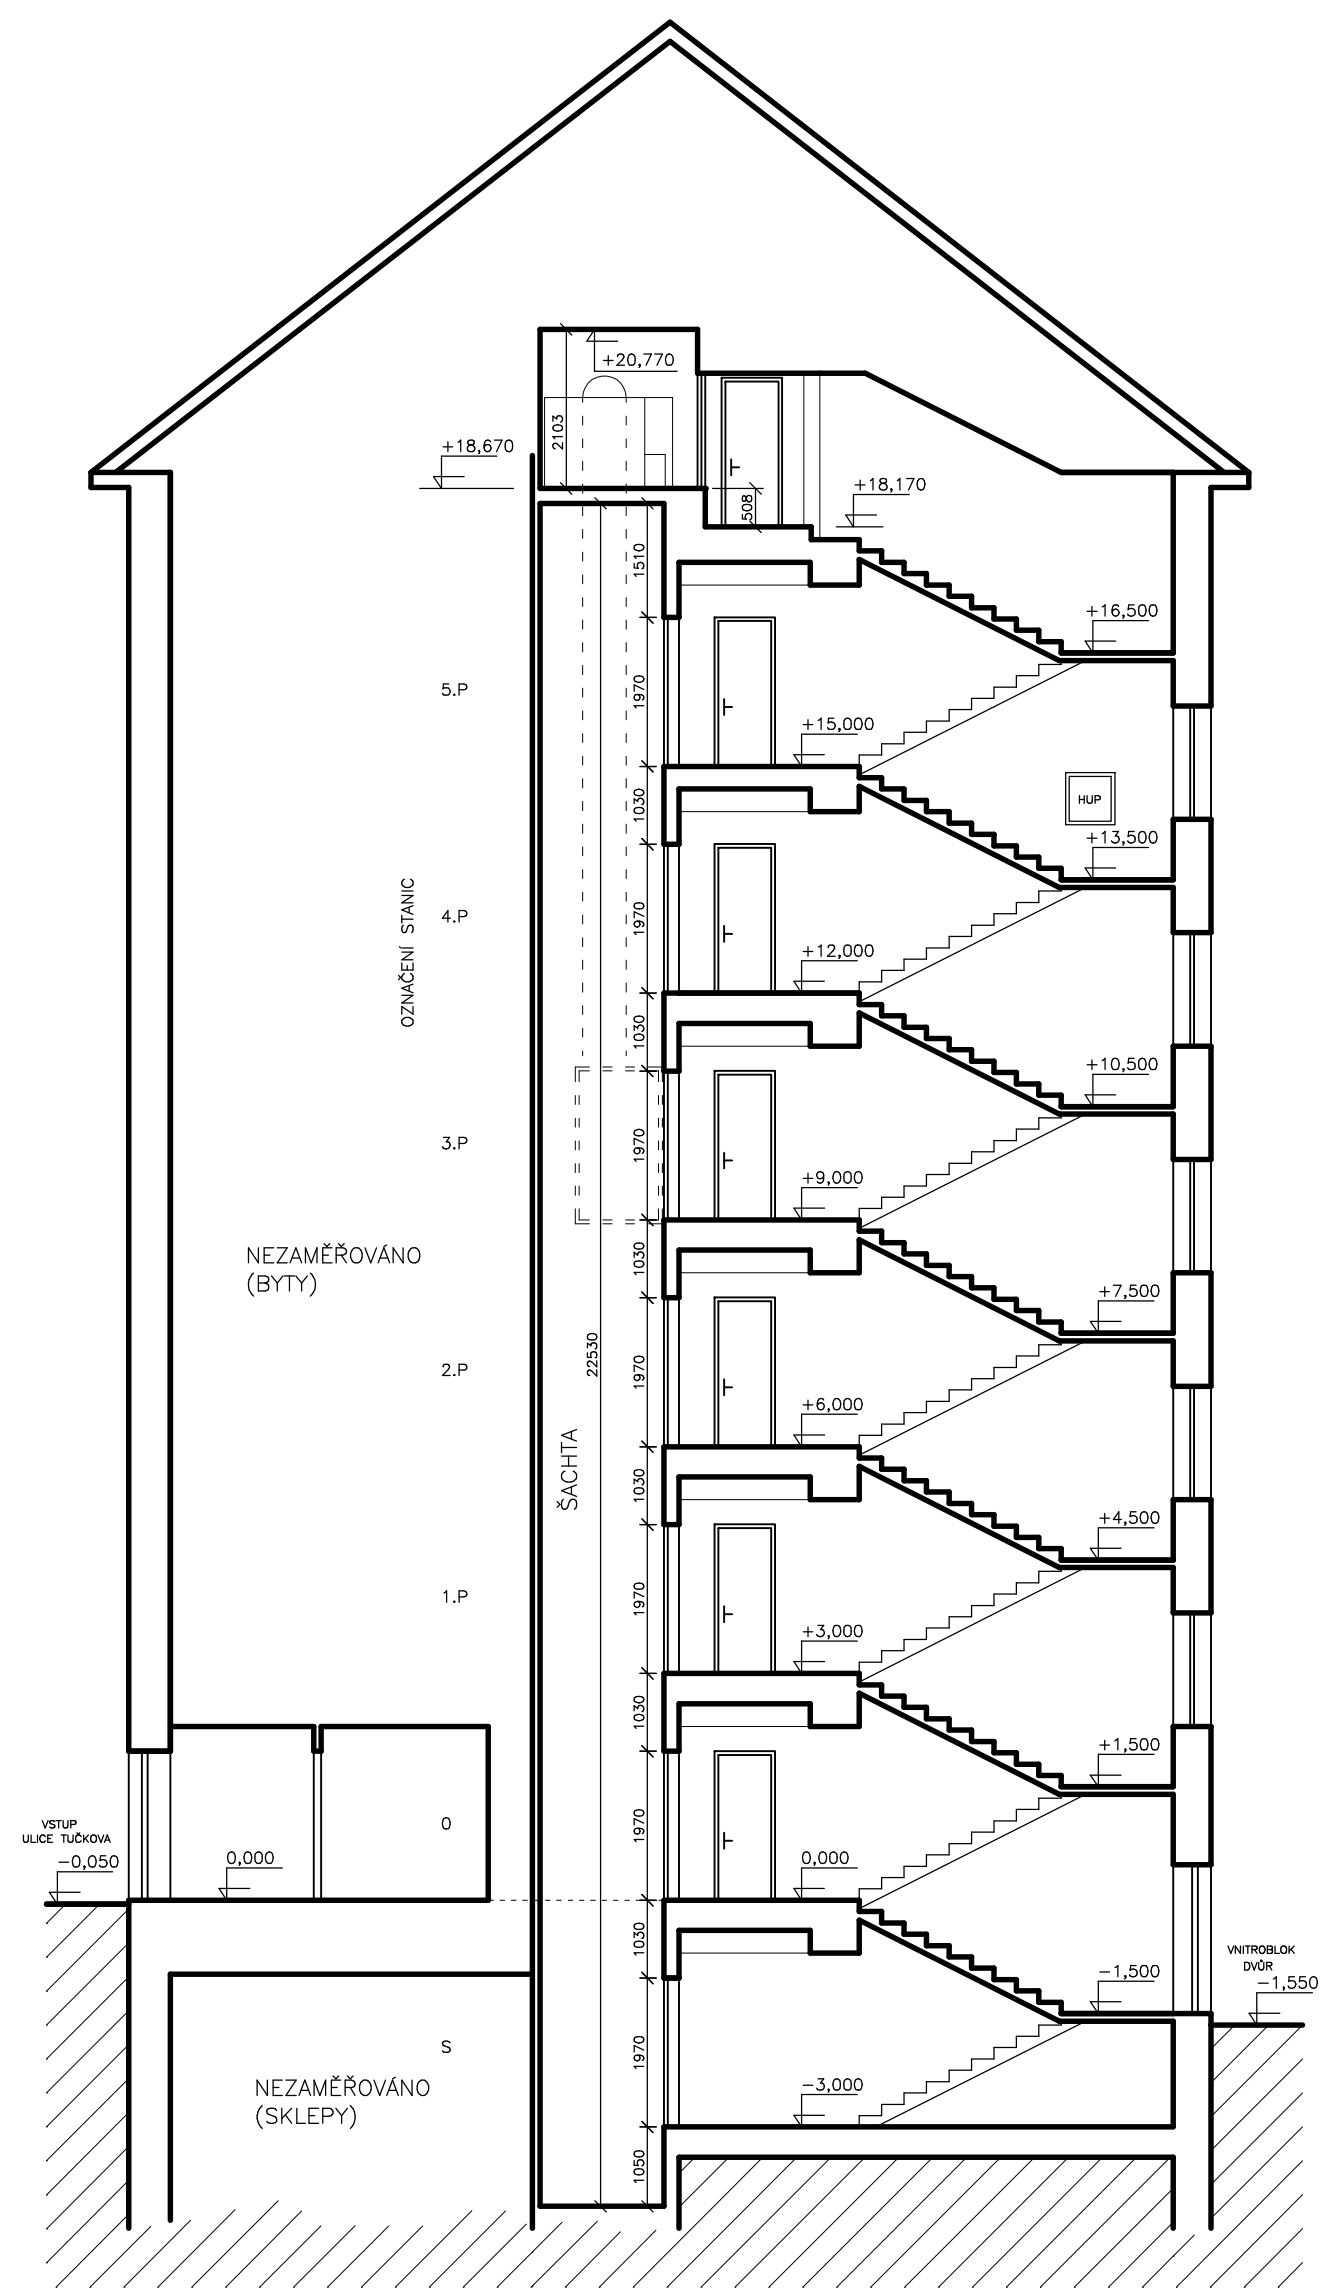 +20,770
2103
+18,670
508
+18,170
1510
+16,500
5.P
1970
+15,000
1030
HUP
+13,500
OZNAČENÍ STANIC
4.P
1970
+12,000
1030
+10,500
3.P
1970
+9,000
NEZAMĚŘOVÁNO
(BYTY)
1030
+7,500
22530
2.P
1970
+6,000
ŠACHTA
1030
+4,500
1.P
1970
+3,000
1030
+1,500
VSTUP
ULICE TUČKOVA
-0,050
0,000
0
1970
0,000
1030
VNITROBLOK
DVŮR
-1,550
-1,500
S
1970
NEZAMĚŘOVÁNO
(SKLEPY)
-3,000
1050